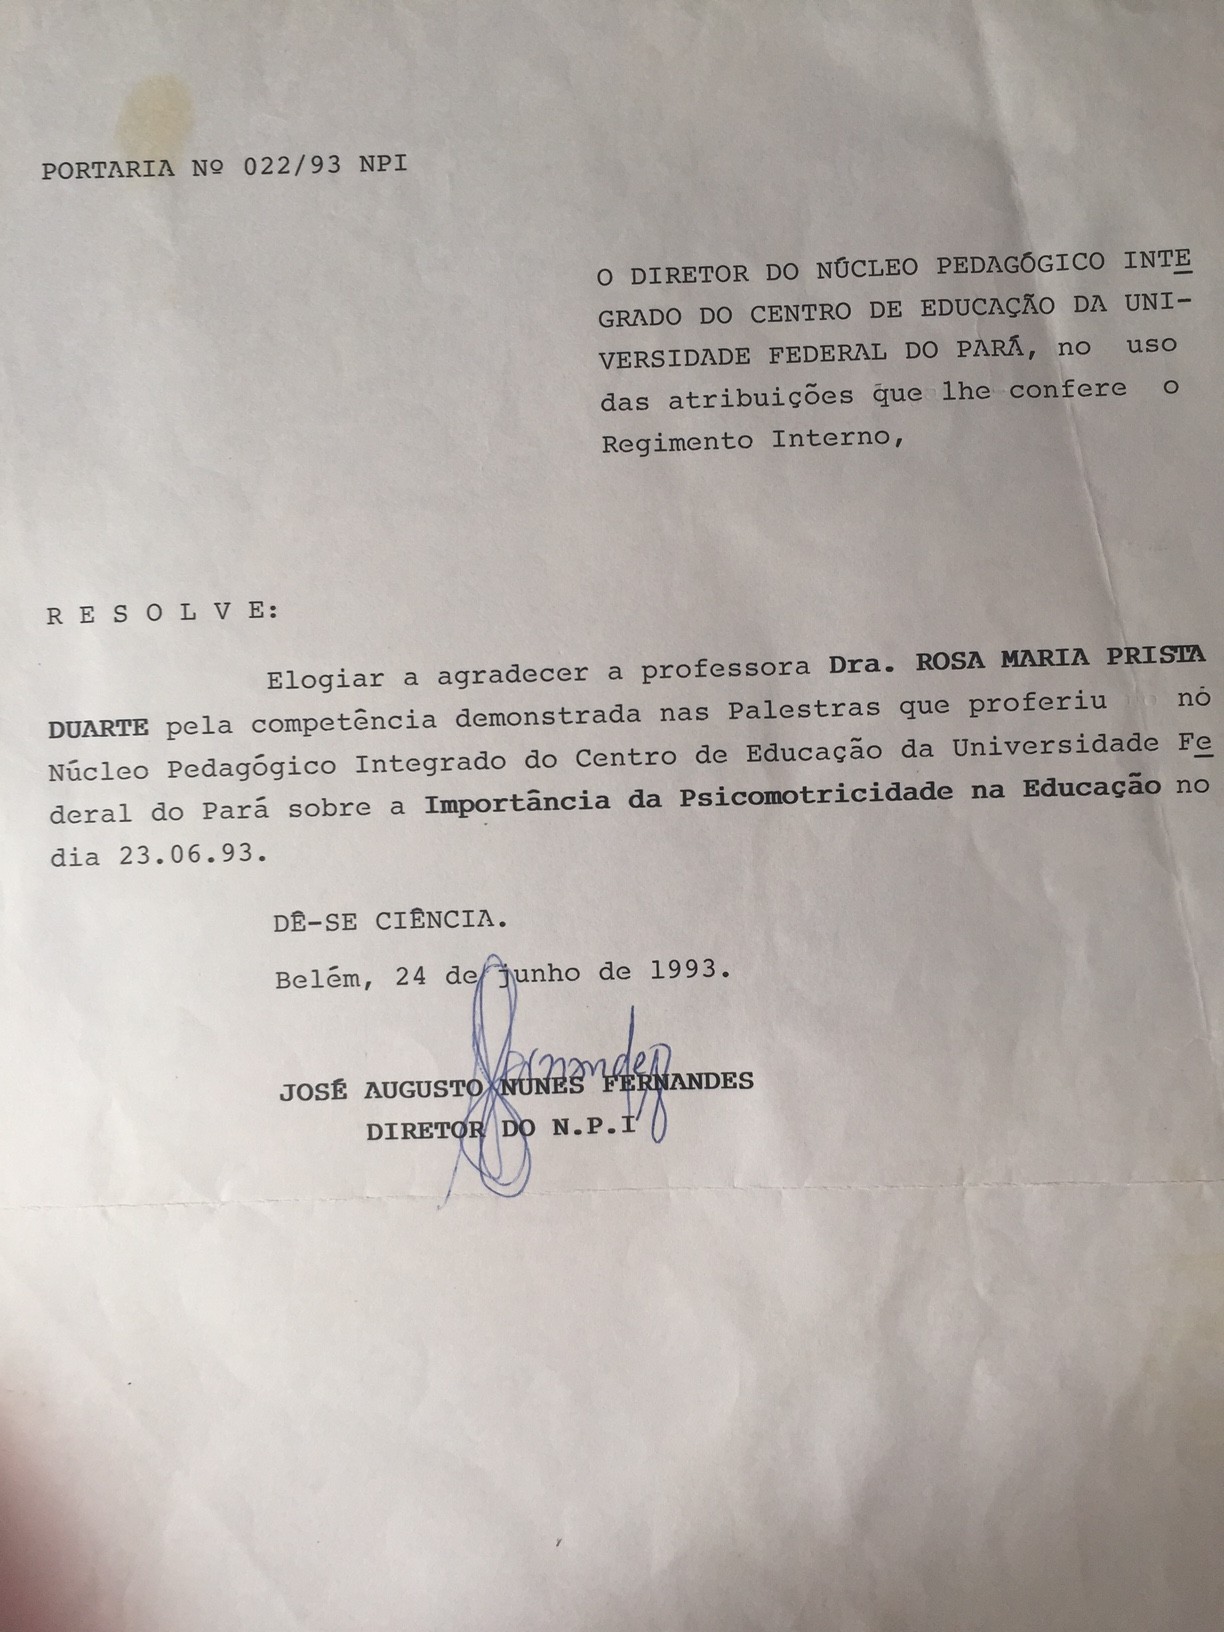 PORTARIA Nº 022/93 NPI
O DIRETOR DO NÚCLEO PEDAGÓGICO INTE
GRADO DO CENTRO DE EDUCAÇÃO DA UNI-
VERSIDADE FEDERAL DO PARÁ, no uso
das atribuições que lhe confere o
Regimento Interno,
R E S O L V E:
Elogiar a agradecer a professora Dra. ROSA MARIA PRISTA
DUARTE pela competência demonstrada nas Palestras que proferiu no
Núcleo Pedagógico Integrado do Centro de Educação da Universidade Fe
deral do Pará sobre a Importância da Psicomotricidade na Educação no
dia 23.06.93.
DÊ-SE CIÊNCIA.
Belém, 24 de junho de 1993.
Fernandes
JOSÉ AUGUSTO NUNES FERNANDES
DIRETOR DO N.P.I